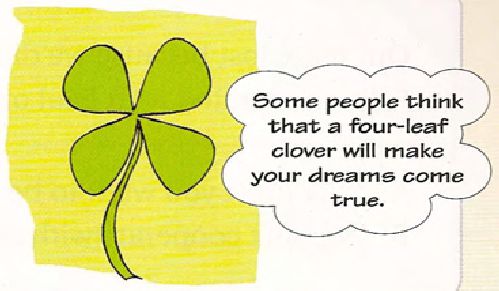 Some people think
that a four-leaf
clover will make
your dreams come
true.